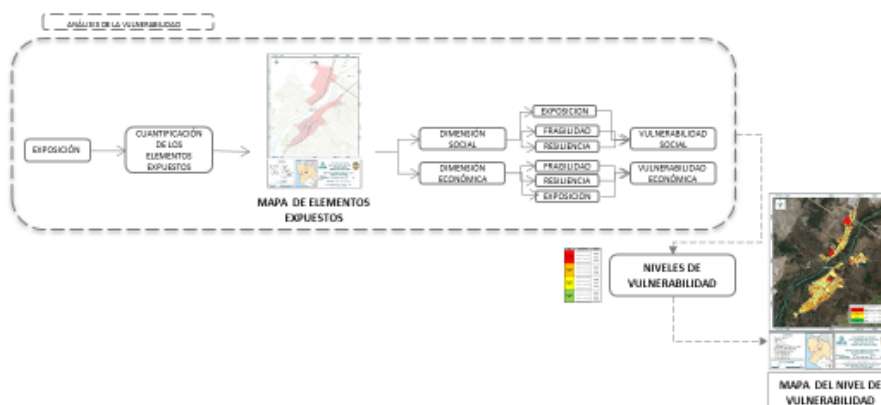 ANÁLISIS DE LA VULNERABILIDAD
EXPOSICIÓN
CUANTIFICACIÓN
DE LOS
ELEMENTOS
EXPUESTOS
MAPA DE ELEMENTOS
EXPUESTOS
DIMENSIÓN
SOCIAL
DIMENSIÓN
ECONÓMICA
EXPOSICION
FRAGILIDAD
RESILIENCIA
FRAGILIDAD
RESILIENCIA
EXPOSICION
VULNERABILIDAD
SOCIAL
VULNERABILIDAD
ECONÓMICA
NIVELES DE
VULNERABILIDAD
MAPA DEL NIVEL DE
VULNERABILIDAD